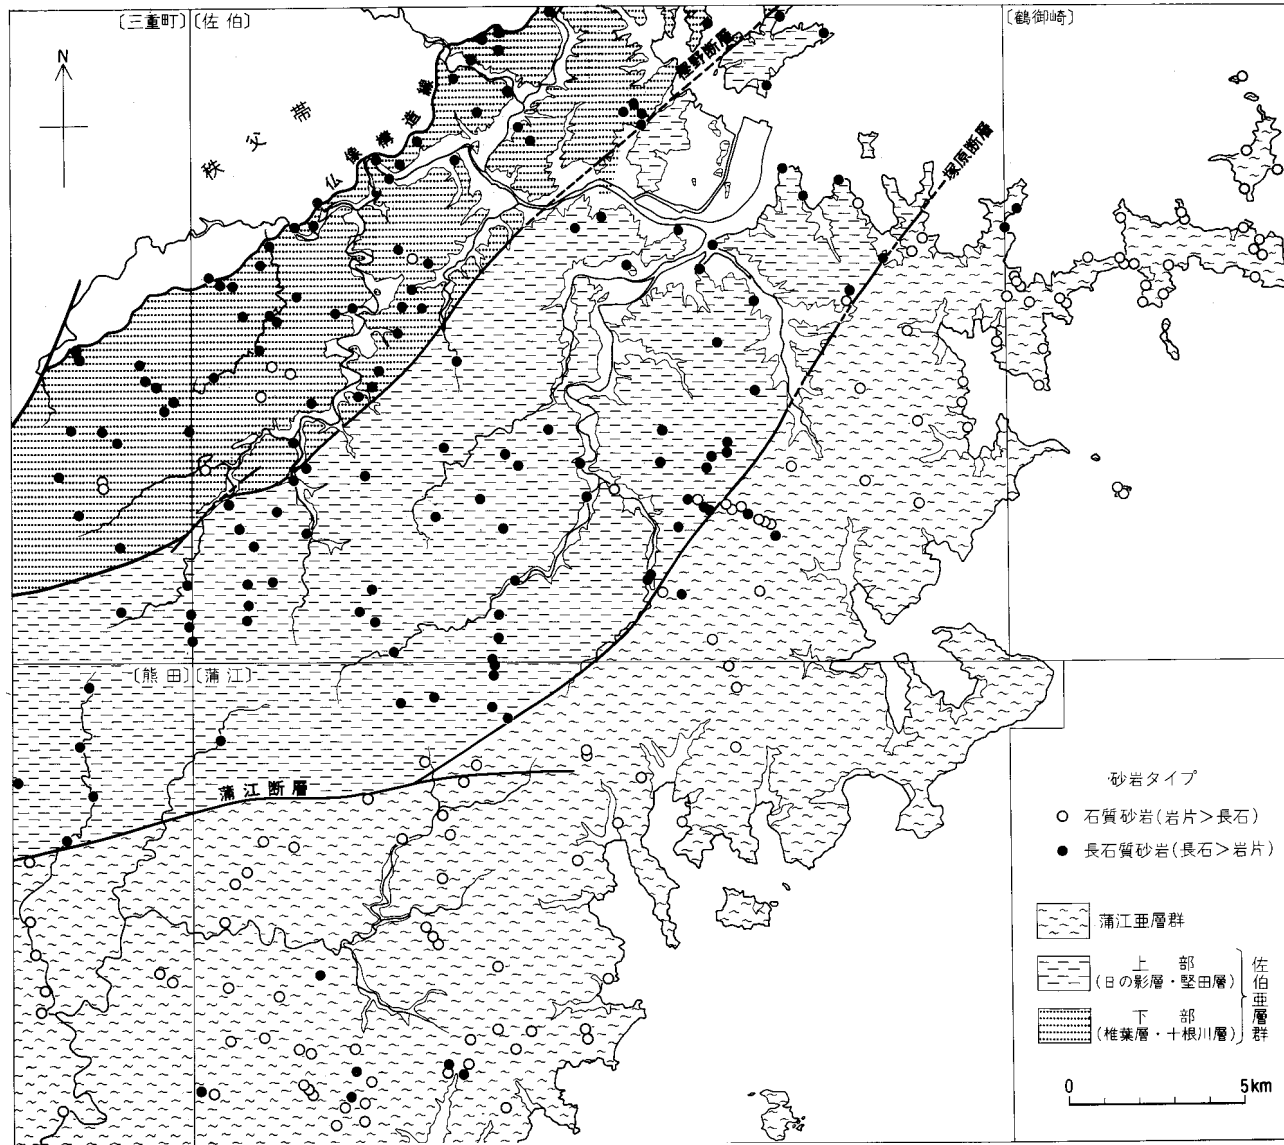 〔三重町〕〔佐伯〕
〔鶴御崎〕
N
秩父帯
仏像構造線
塚原断層
〔熊田〕〔蒲江〕
蒲江断層
砂岩タイプ
石質砂岩(岩片>長石)
長石質砂岩(長石>岩片)
蒲江亜層群
上部
(日の影層・堅田層)
下部
(椎葉層・十根川層)
佐伯亜層群
0 5km